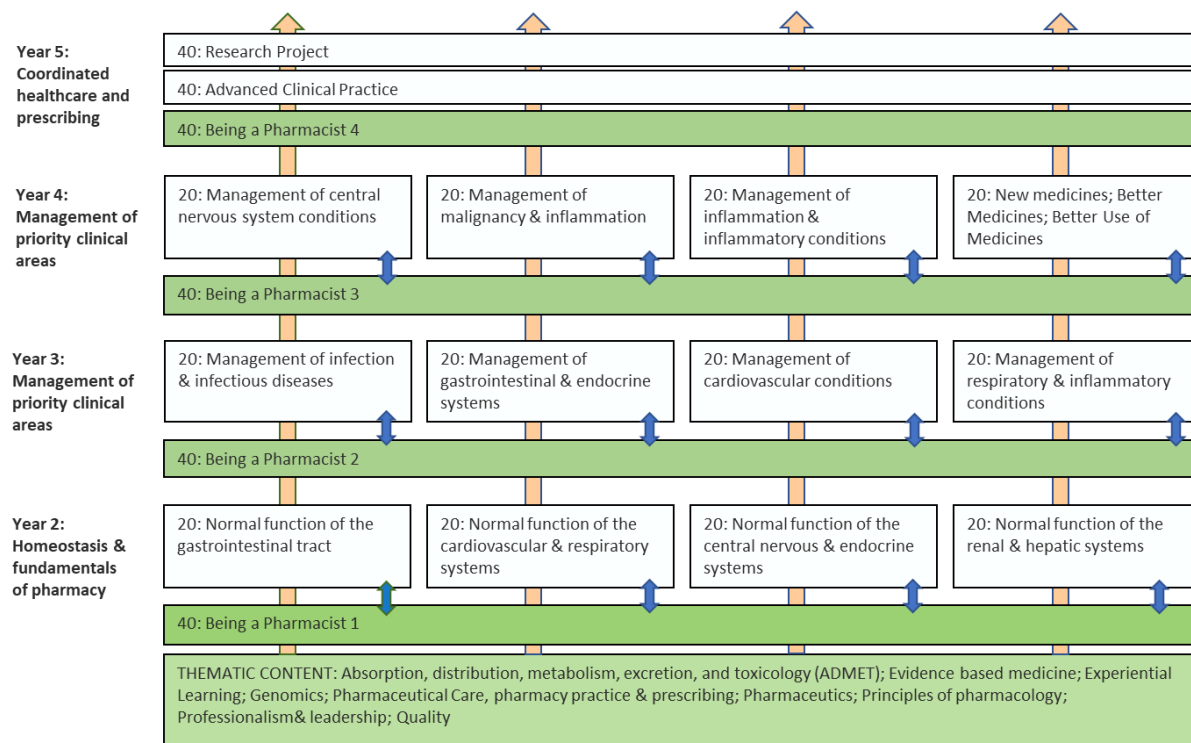 Year 5:
Coordinated
healthcare and
prescribing
40: Research Project
40: Advanced Clinical Practice
40: Being a Pharmacist 4
Year 4:
Management of
priority clinical
areas
20: Management of central
nervous system conditions
20: Management of
malignancy & inflammation
20: Management of
inflammation &
inflammatory conditions
20: New medicines; Better
Medicines; Better Use of
Medicines
40: Being a Pharmacist 3
Year 3:
Management of
priority clinical
areas
20: Management of infection
& infectious diseases
20: Management of
gastrointestinal & endocrine
systems
20: Management of
cardiovascular conditions
20: Management of
respiratory & inflammatory
conditions
40: Being a Pharmacist 2
Year 2:
Homeostasis &
fundamentals
of pharmacy
20: Normal function of the
gastrointestinal tract
20: Normal function of the
cardiovascular & respiratory
systems
20: Normal function of the
central nervous & endocrine
systems
20: Normal function of the
renal & hepatic systems
40: Being a Pharmacist 1
THEMATIC CONTENT: Absorption, distribution, metabolism, excretion, and toxicology (ADMET); Evidence based medicine; Experiential
Learning; Genomics; Pharmaceutical Care, pharmacy practice & prescribing; Pharmaceutics; Principles of pharmacology;
Professionalism& leadership; Quality